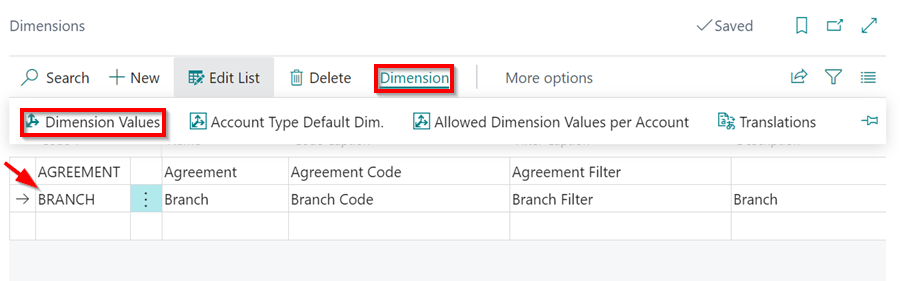 Dimensions Saved
Search New Edit List Delete Dimension More options
Dimension Values Account Type Default Dim. Allowed Dimension Values per Account Translations
AGREEMENT Agreement Agreement Code Agreement Filter
BRANCH Branch Branch Code Branch Filter Branch